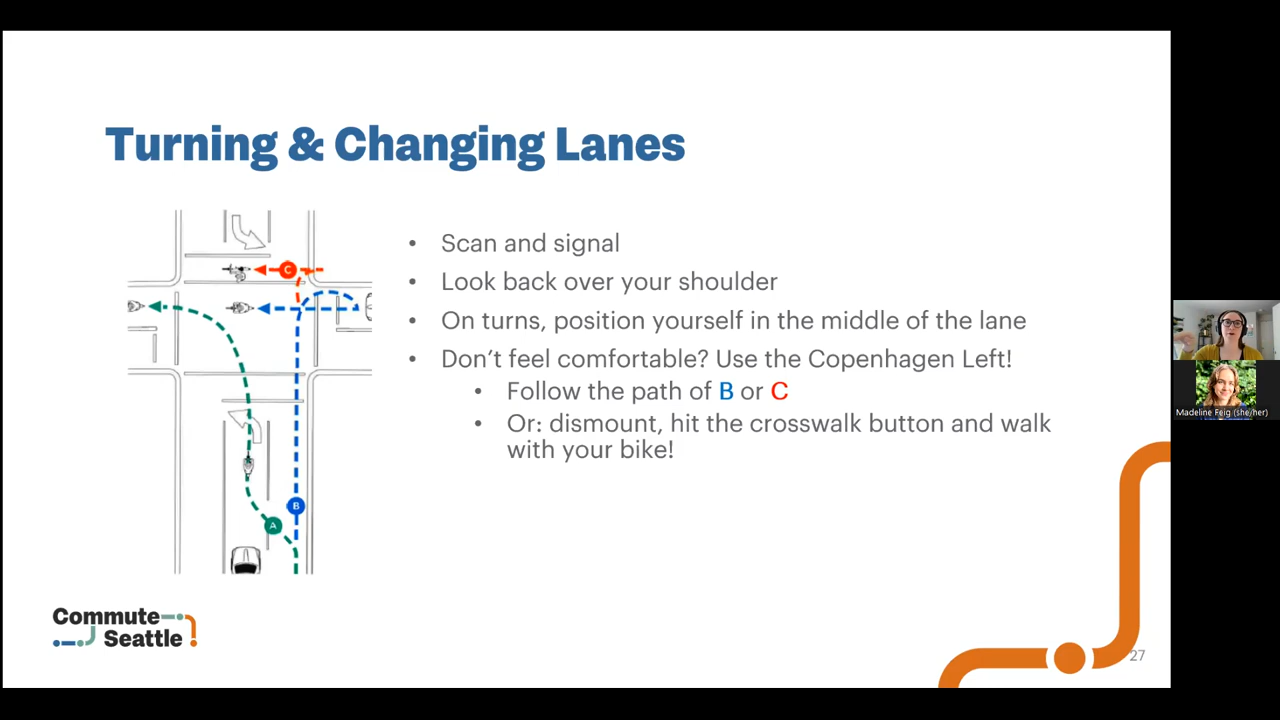 Turning & Changing Lanes
C
B
A
• Scan and signal
• Look back over your shoulder
• On turns, position yourself in the middle of the lane
• Don’t feel comfortable? Use the Copenhagen Left!
• Follow the path of B or C
• Or: dismount, hit the crosswalk button and walk
with your bike!
Madeline Feig (she/her)
Commute
Seattle
27